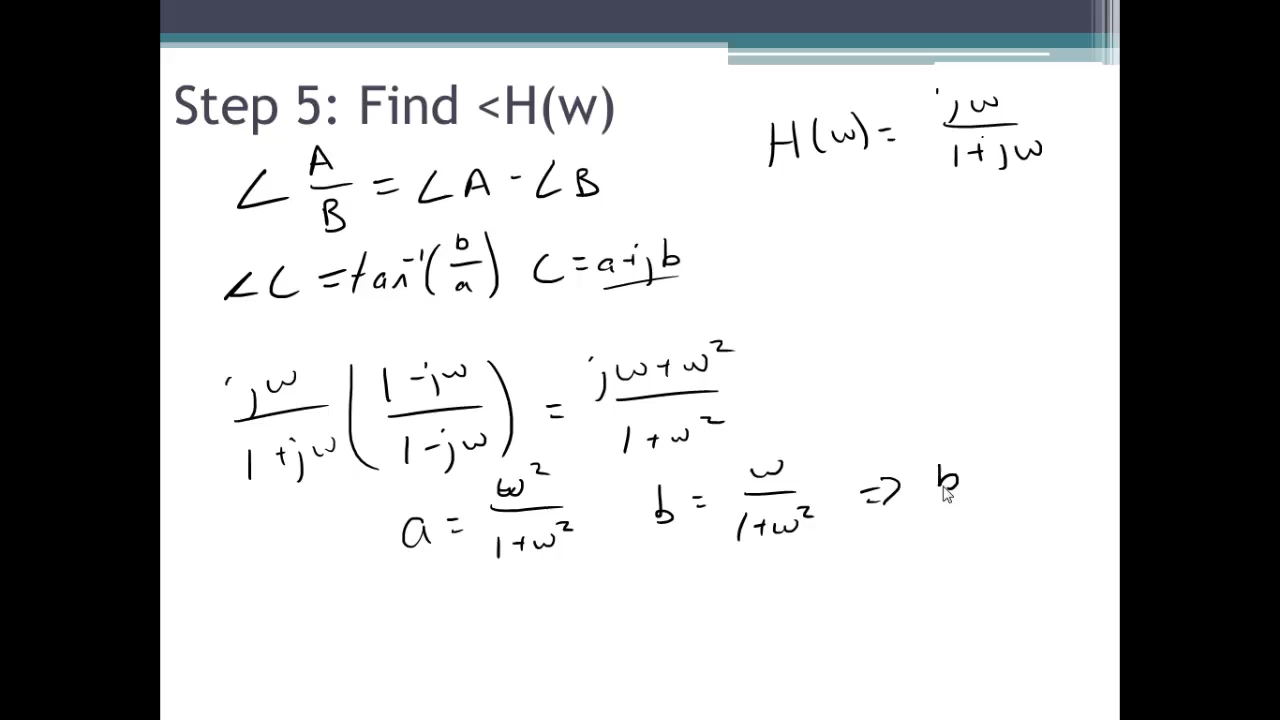 Step 5: Find <H(w)
H(w) = jw / 1+jw
∠ A/B = ∠A - ∠B
∠C = tan⁻¹(b/a) C = a+jb
jw / 1+jw (1-jw / 1-jw) = jw+w² / 1+w²
a = w² / 1+w² b = w / 1+w² => b